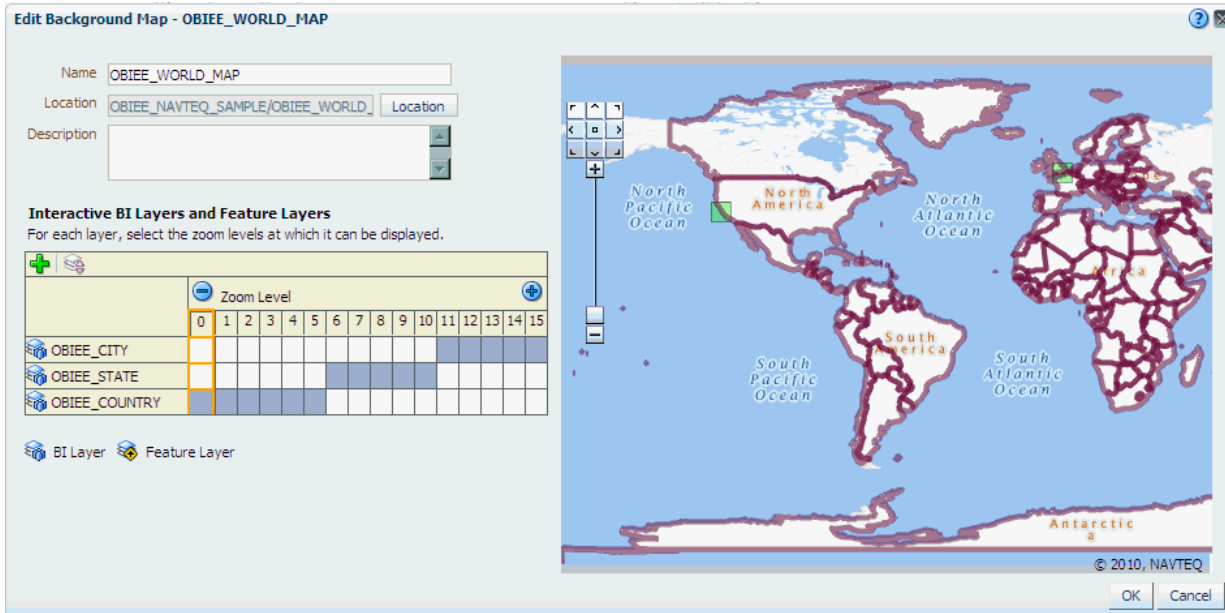 Edit Background Map - OBIEE_WORLD_MAP
Name OBIEE_WORLD_MAP
Location OBIEE_NAVTEQ_SAMPLE/OBIEE_WORLD_ Location
Description
Interactive BI Layers and Feature Layers
For each layer, select the zoom levels at which it can be displayed.
Zoom Level
0 1 2 3 4 5 6 7 8 9 10 11 12 13 14 15
OBIEE_CITY
OBIEE_STATE
OBIEE_COUNTRY
BI Layer Feature Layer
North
Pacific
Ocean
North
America
North
Atlantic
Ocean
Africa
South
America
South
Pacific
Ocean
South
Atlantic
Ocean
Antarctic
a
© 2010, NAVTEQ
OK Cancel